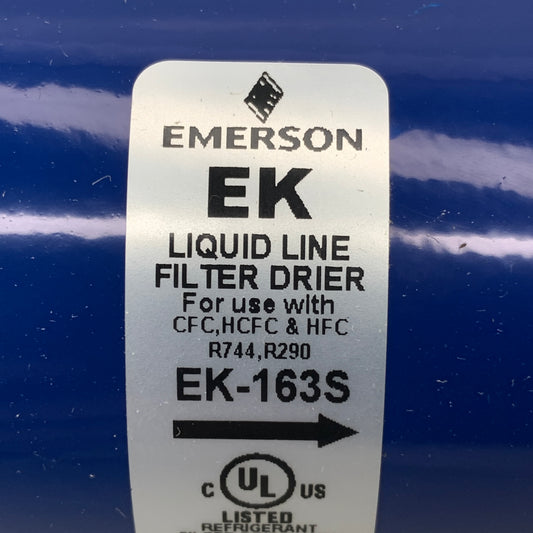 EMERSON
EK
LIQUID LINE
FILTER DRIER
For use with
CFC,HCFC & HFC
R744,R290
EK-163S
C UL US
LISTED
REFRIGERANT